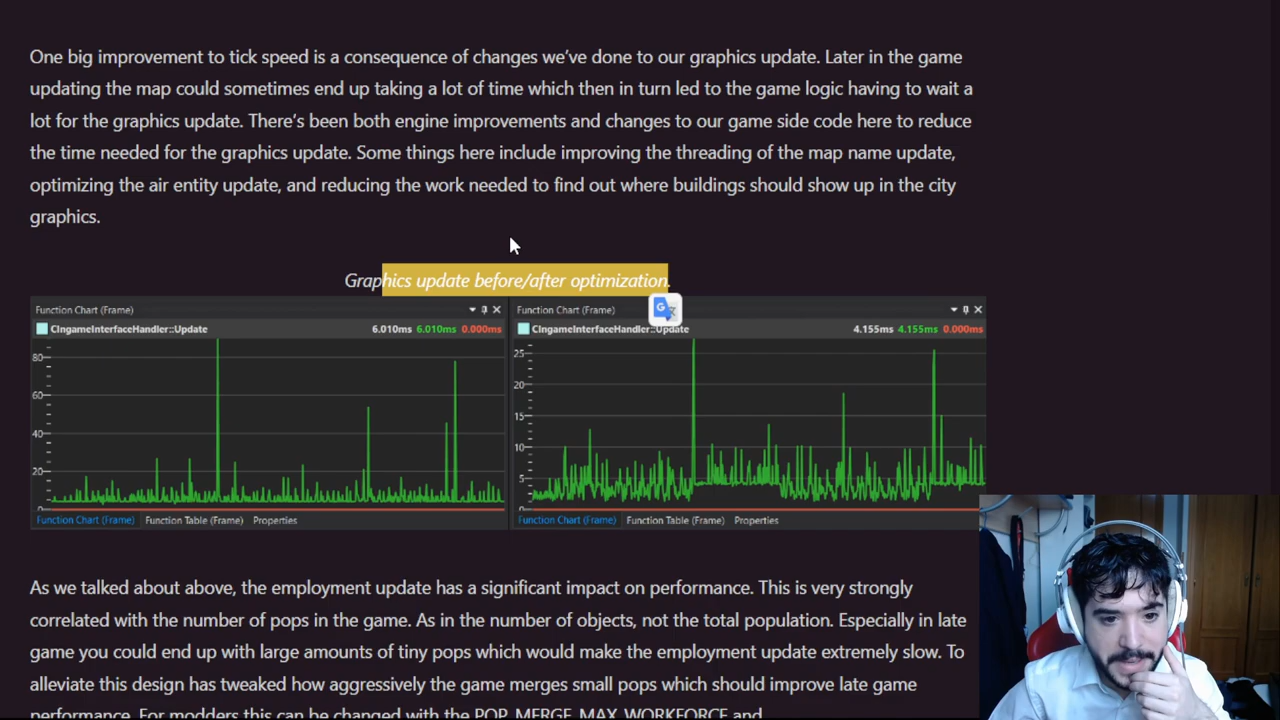 One big improvement to tick speed is a consequence of changes we've done to our graphics update. Later in the game
updating the map could sometimes end up taking a lot of time which then in turn led to the game logic having to wait a
lot for the graphics update. There's been both engine improvements and changes to our game side code here to reduce
the time needed for the graphics update. Some things here include improving the threading of the map name update,
optimizing the air entity update, and reducing the work needed to find out where buildings should show up in the city
graphics.
Graphics update before/after optimization.
Function Chart (Frame)
CIngameInterfaceHandler::Update 6.010ms 6.010ms 0.000ms
80
60
40
20
0
Function Chart (Frame) Function Table (Frame) Properties
Function Chart (Frame)
CIngameInterfaceHandler::Update 4.155ms 4.155ms 0.000ms
25
20
15
10
5
0
Function Chart (Frame) Function Table (Frame) Properties
As we talked about above, the employment update has a significant impact on performance. This is very strongly
correlated with the number of pops in the game. As in the number of objects, not the total population. Especially in late
game you could end up with large amounts of tiny pops which would make the employment update extremely slow. To
alleviate this design has tweaked how aggressively the game merges small pops which should improve late game
performance. For modders this can be changed with the POP_MERGE_MAX_WORKFORCE and